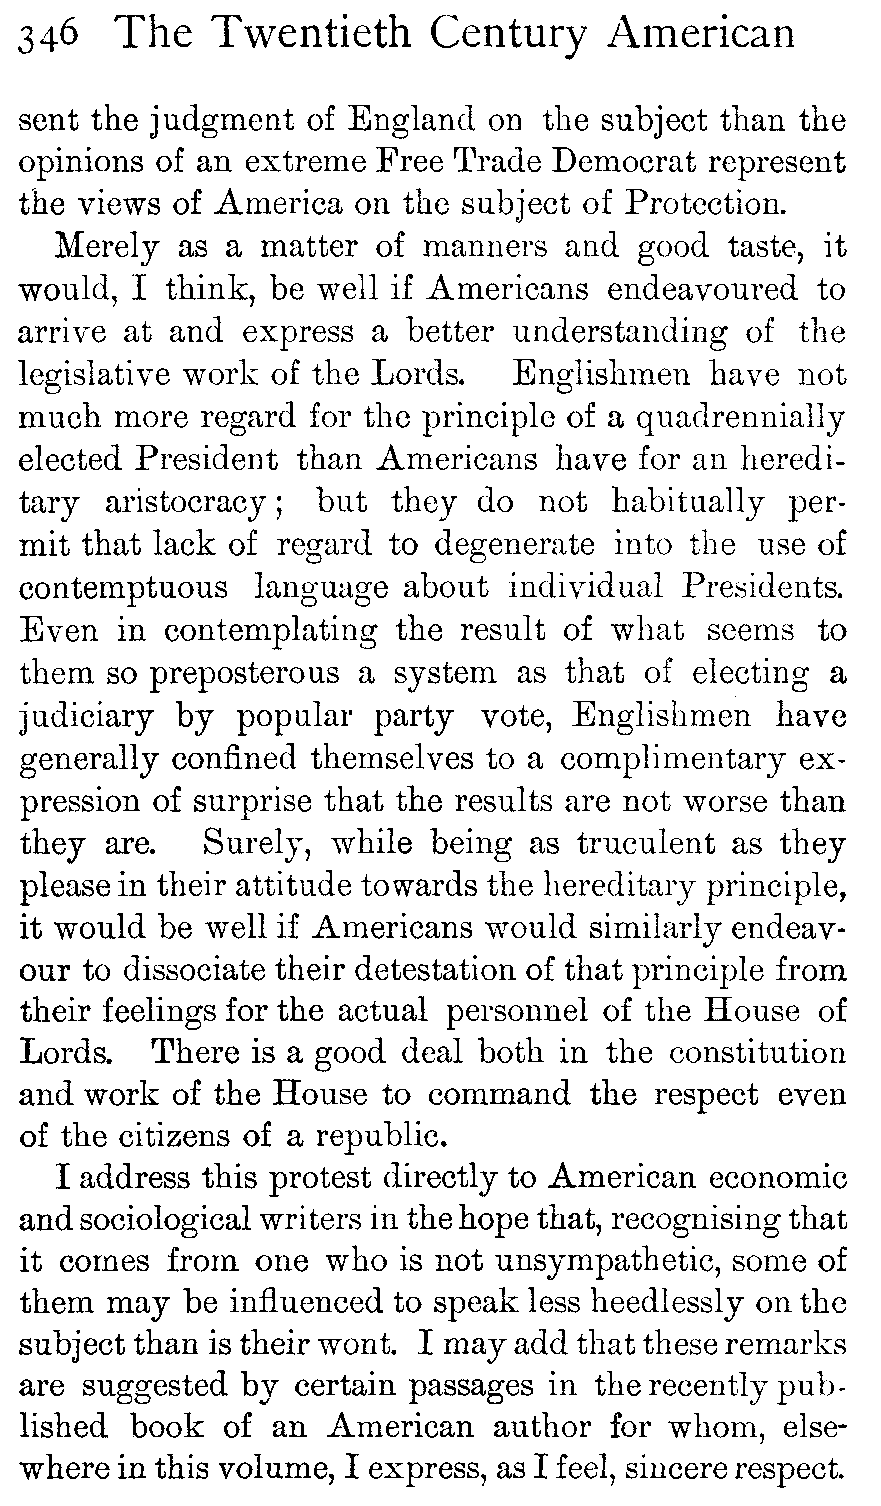 346 The Twentieth Century American
sent the judgment of England on the subject than the
opinions of an extreme Free Trade Democrat represent
the views of America on the subject of Protection.
Merely as a matter of manners and good taste, it
would, I think, be well if Americans endeavoured to
arrive at and express a better understanding of the
legislative work of the Lords. Englishmen have not
much more regard for the principle of a quadrennially
elected President than Americans have for an heredi-
tary aristocracy; but they do not habitually per-
mit that lack of regard to degenerate into the use of
contemptuous language about individual Presidents.
Even in contemplating the result of what seems to
them so preposterous a system as that of electing a
judiciary by popular party vote, Englishmen have
generally confined themselves to a complimentary ex-
pression of surprise that the results are not worse than
they are. Surely, while being as truculent as they
please in their attitude towards the hereditary principle,
it would be well if Americans would similarly endeav-
our to dissociate their detestation of that principle from
their feelings for the actual personnel of the House of
Lords. There is a good deal both in the constitution
and work of the House to command the respect even
of the citizens of a republic.
I address this protest directly to American economic
and sociological writers in the hope that, recognising that
it comes from one who is not unsympathetic, some of
them may be influenced to speak less heedlessly on the
subject than is their wont. I may add that these remarks
are suggested by certain passages in the recently pub-
lished book of an American author for whom, else-
where in this volume, I express, as I feel, sincere respect.